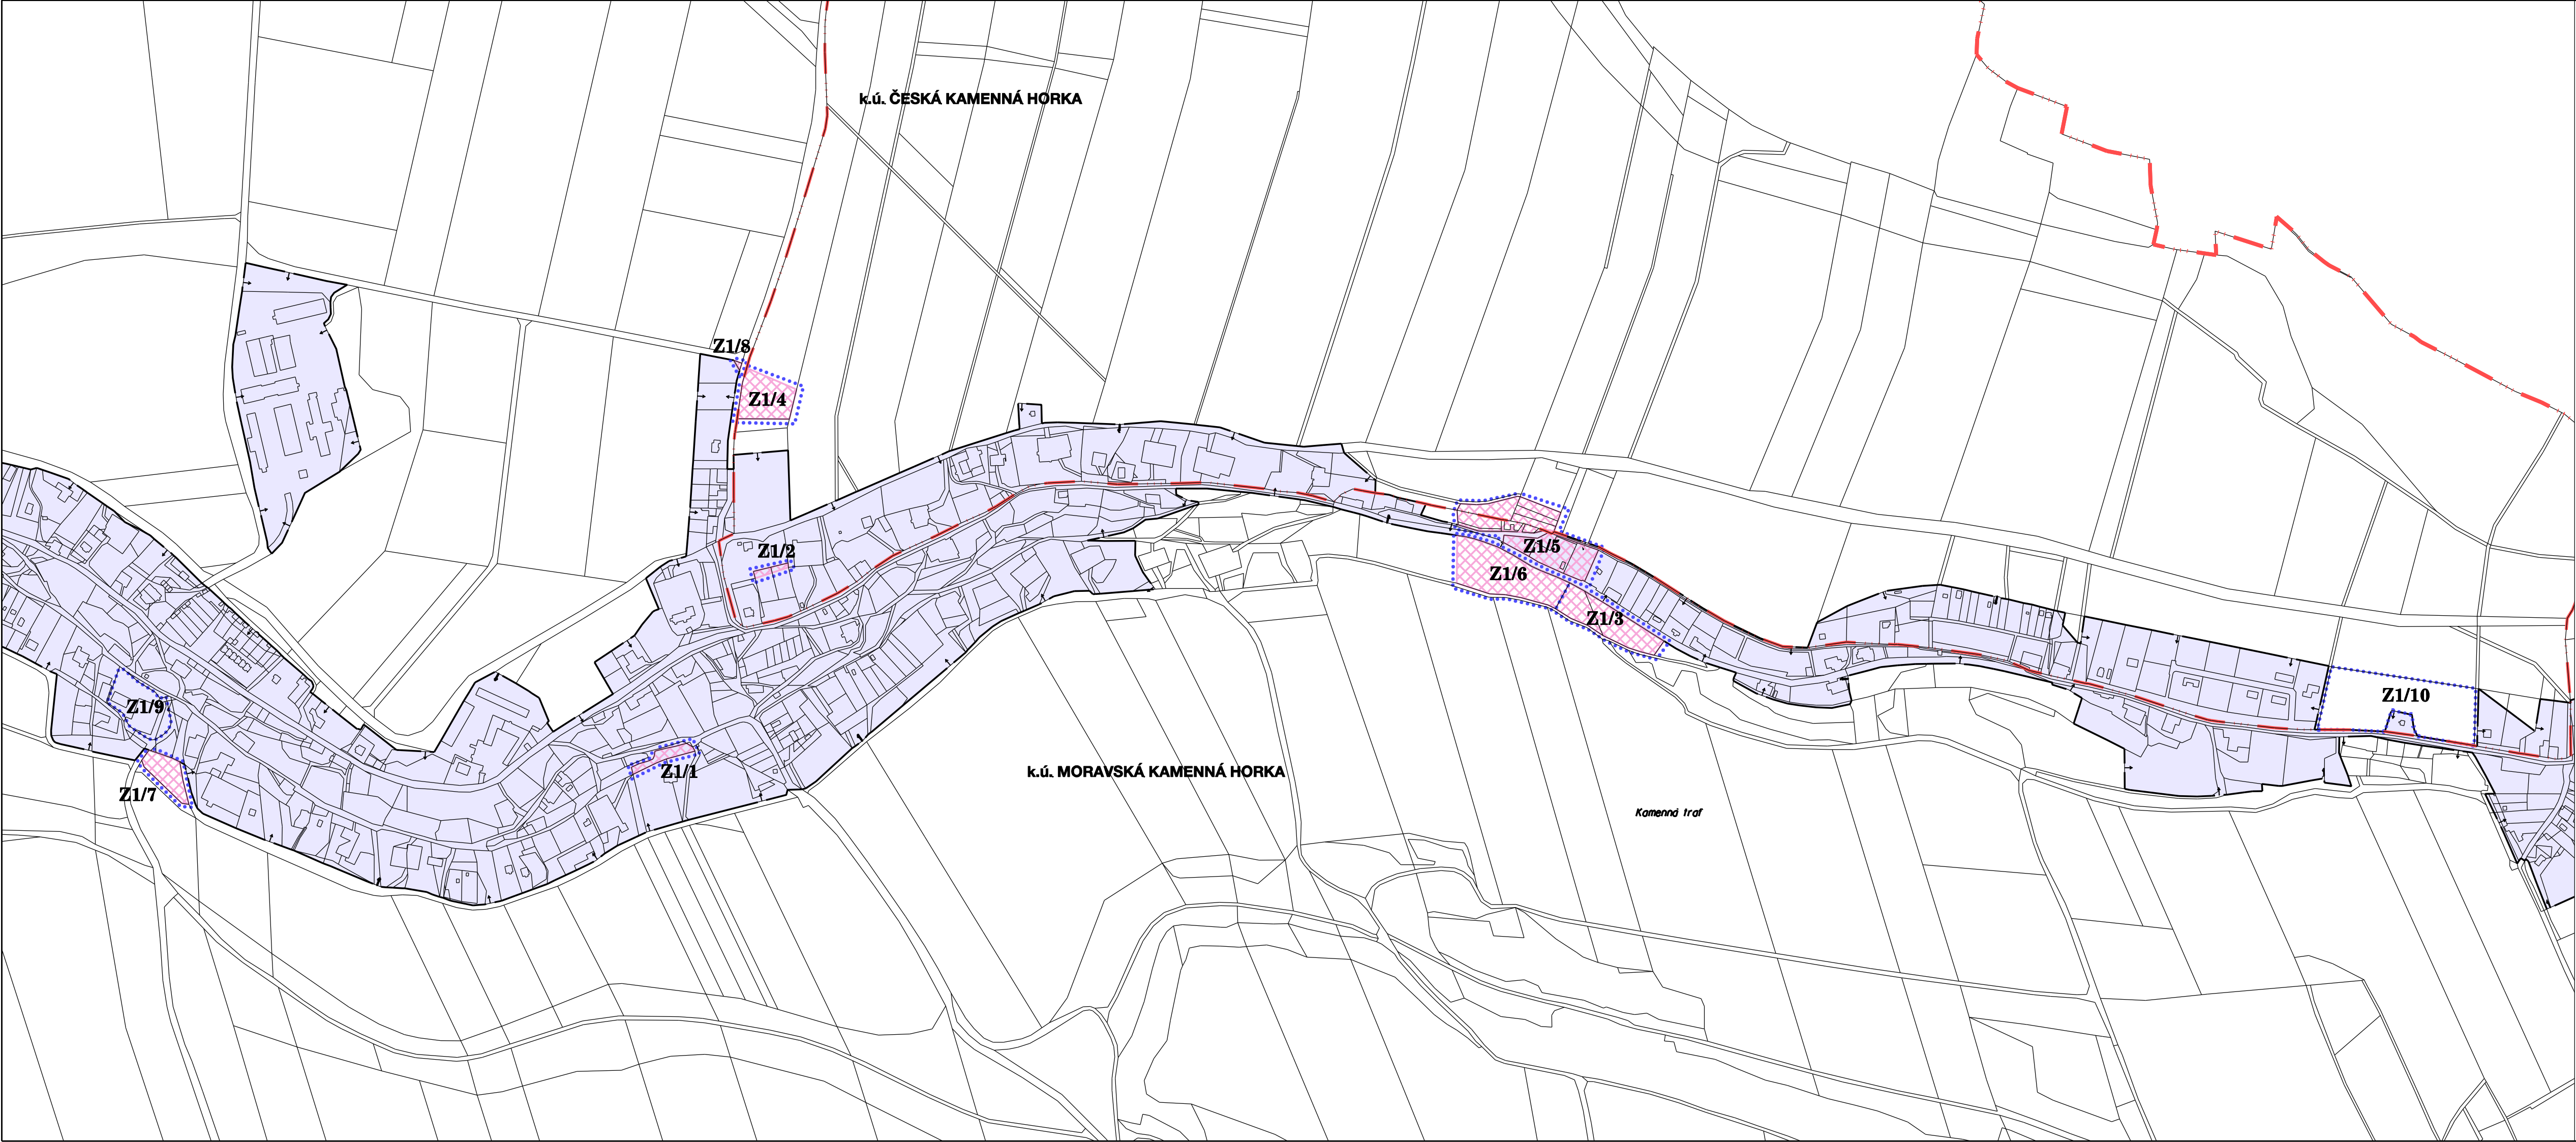 k.ú. ČESKÁ KAMENNÁ HORKA
Z1/8
Z1/4
Z1/2
Z1/5
Z1/6
Z1/3
Z1/9
Z1/10
Z1/1
k.ú. MORAVSKÁ KAMENNÁ HORKA
Z1/7
Kamenná trať